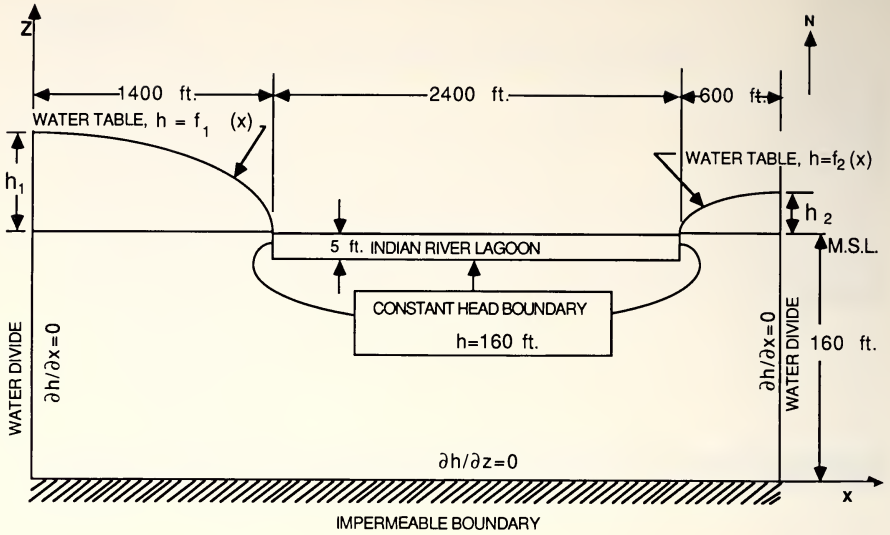 Z
N
1400 ft.
2400 ft.
600 ft.
WATER TABLE, h = f₁ (x)
WATER TABLE, h=f₂(x)
h₁
h₂
5 ft. INDIAN RIVER LAGOON
M.S.L.
CONSTANT HEAD BOUNDARY
h=160 ft.
WATER DIVIDE
∂h/∂x=0
∂h/∂x=0
WATER DIVIDE
160 ft.
∂h/∂z=0
x
IMPERMEABLE BOUNDARY